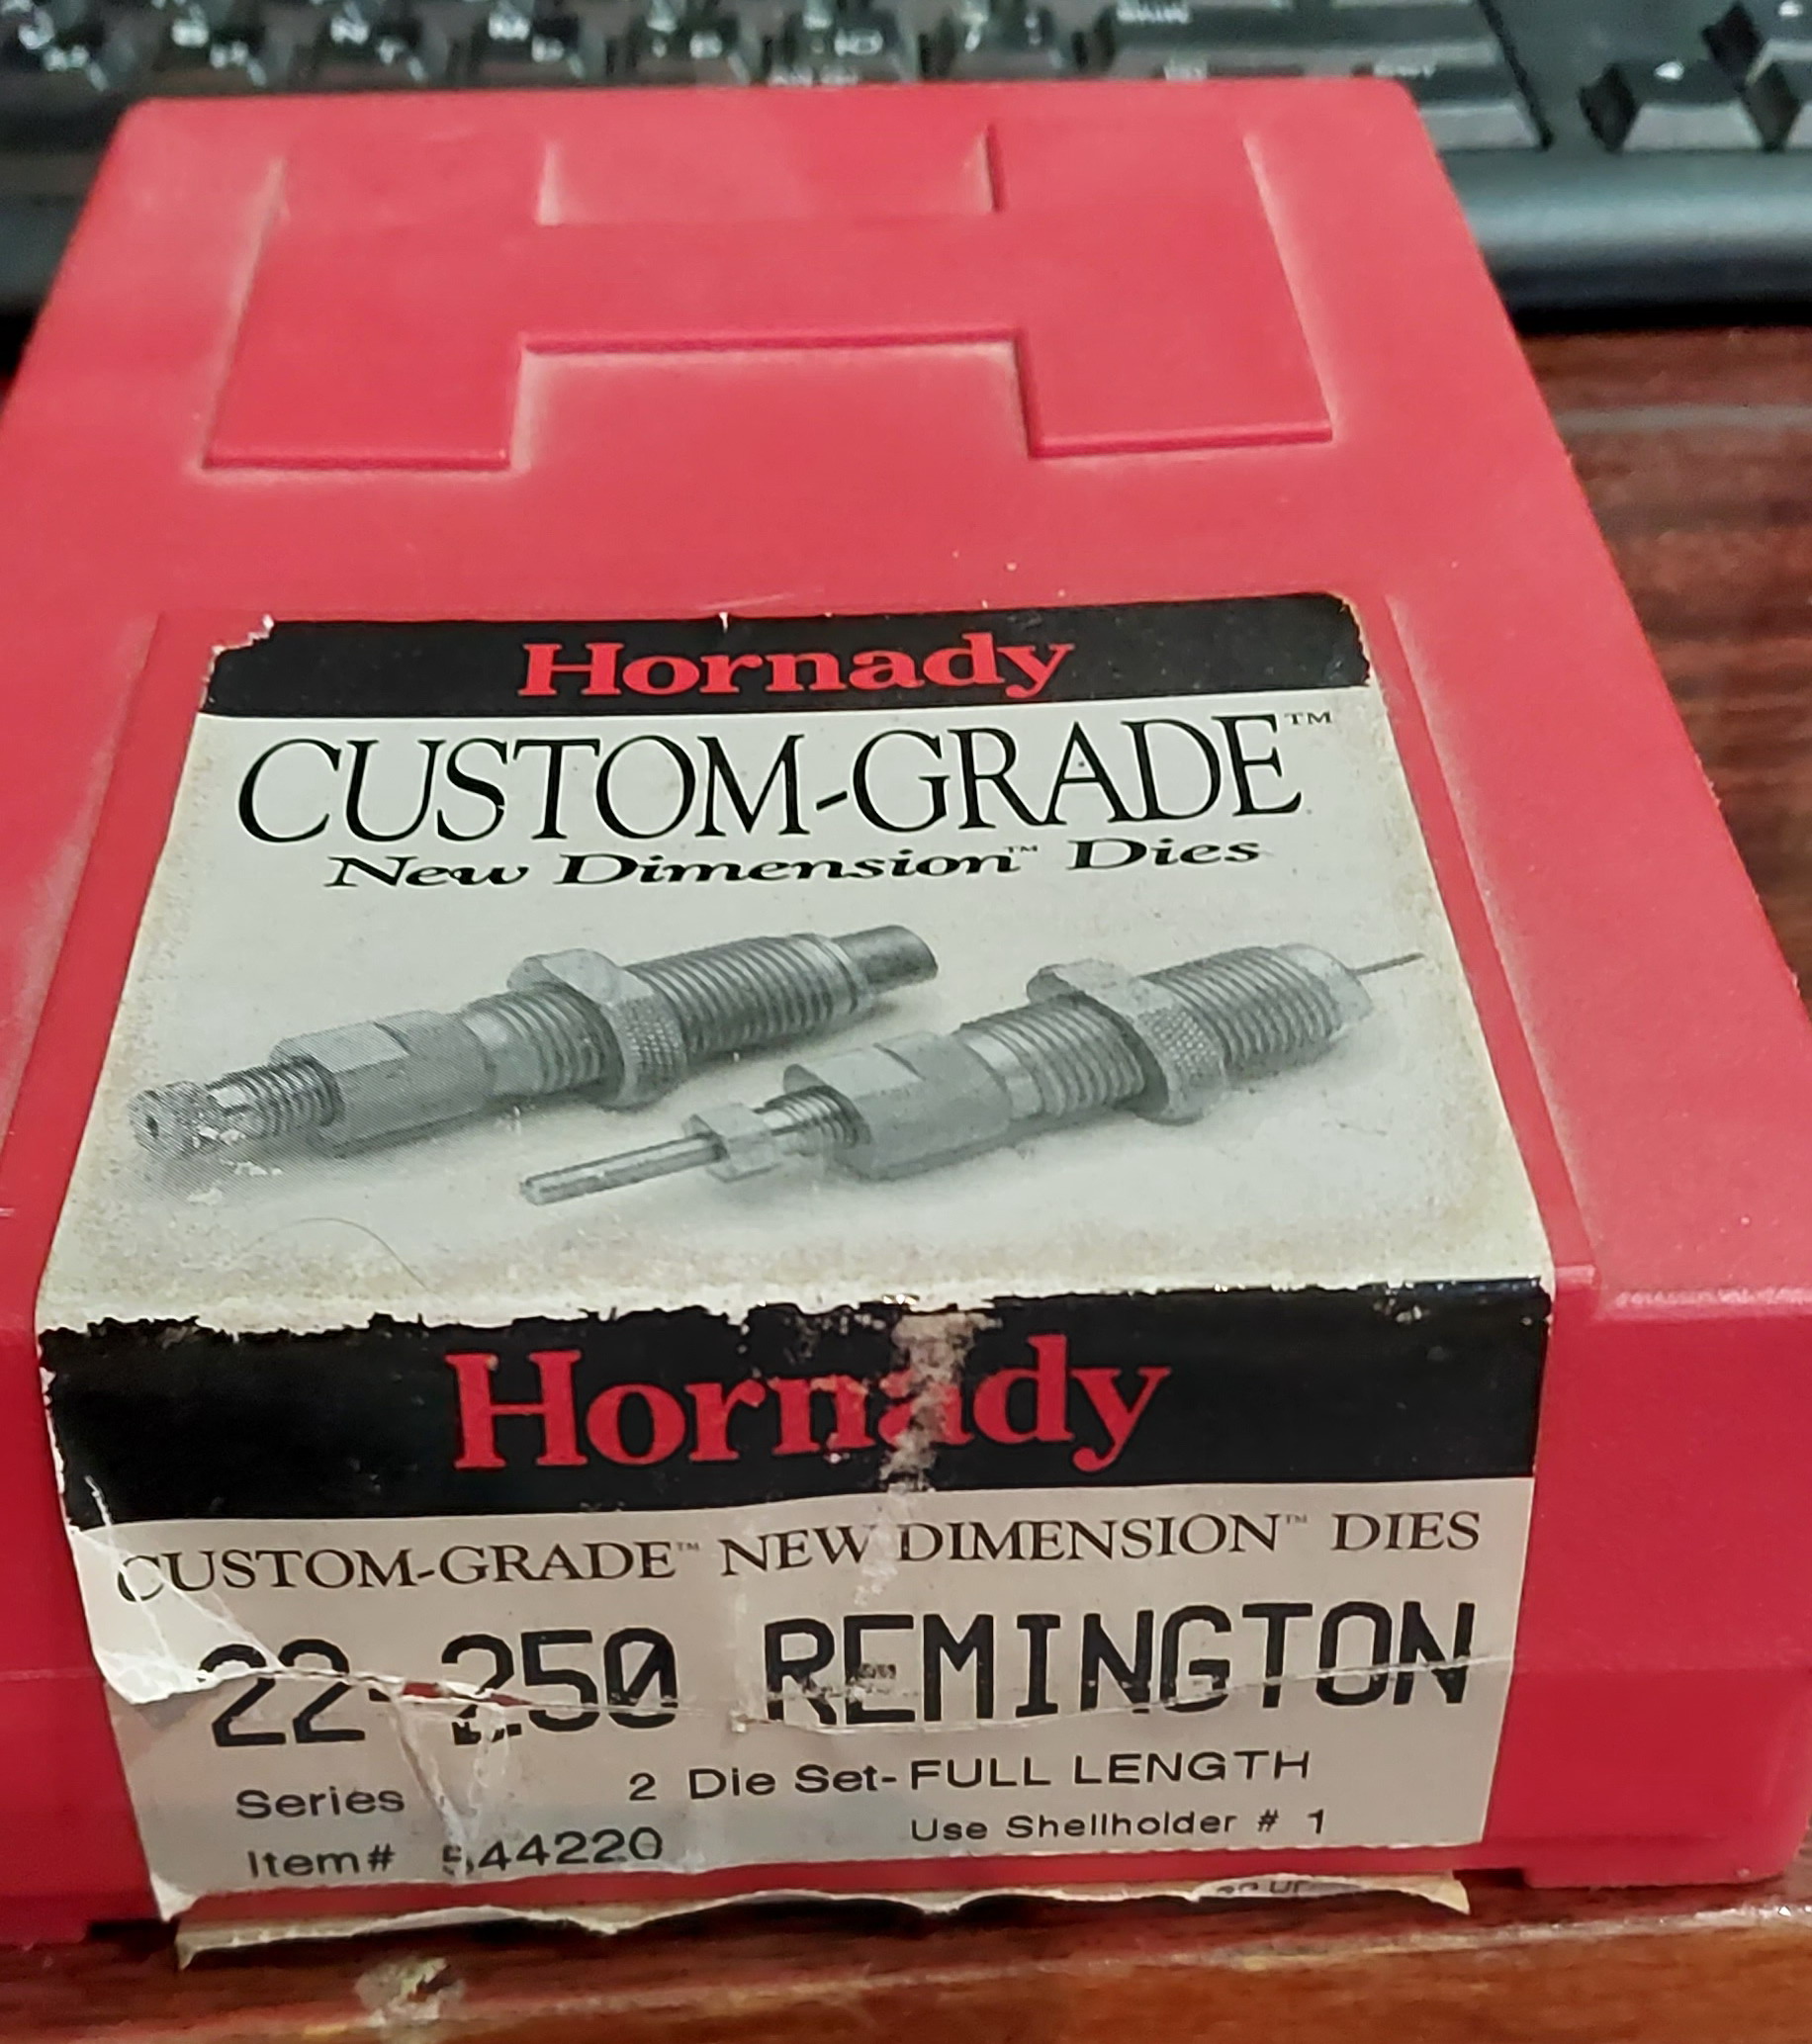 Hornady
CUSTOM-GRADE™
New Dimension™ Dies
Hornady
CUSTOM-GRADE™ NEW DIMENSION™ DIES
22-250 REMINGTON
Series 2 Die Set-FULL LENGTH
Item# 544220 Use Shellholder # 1